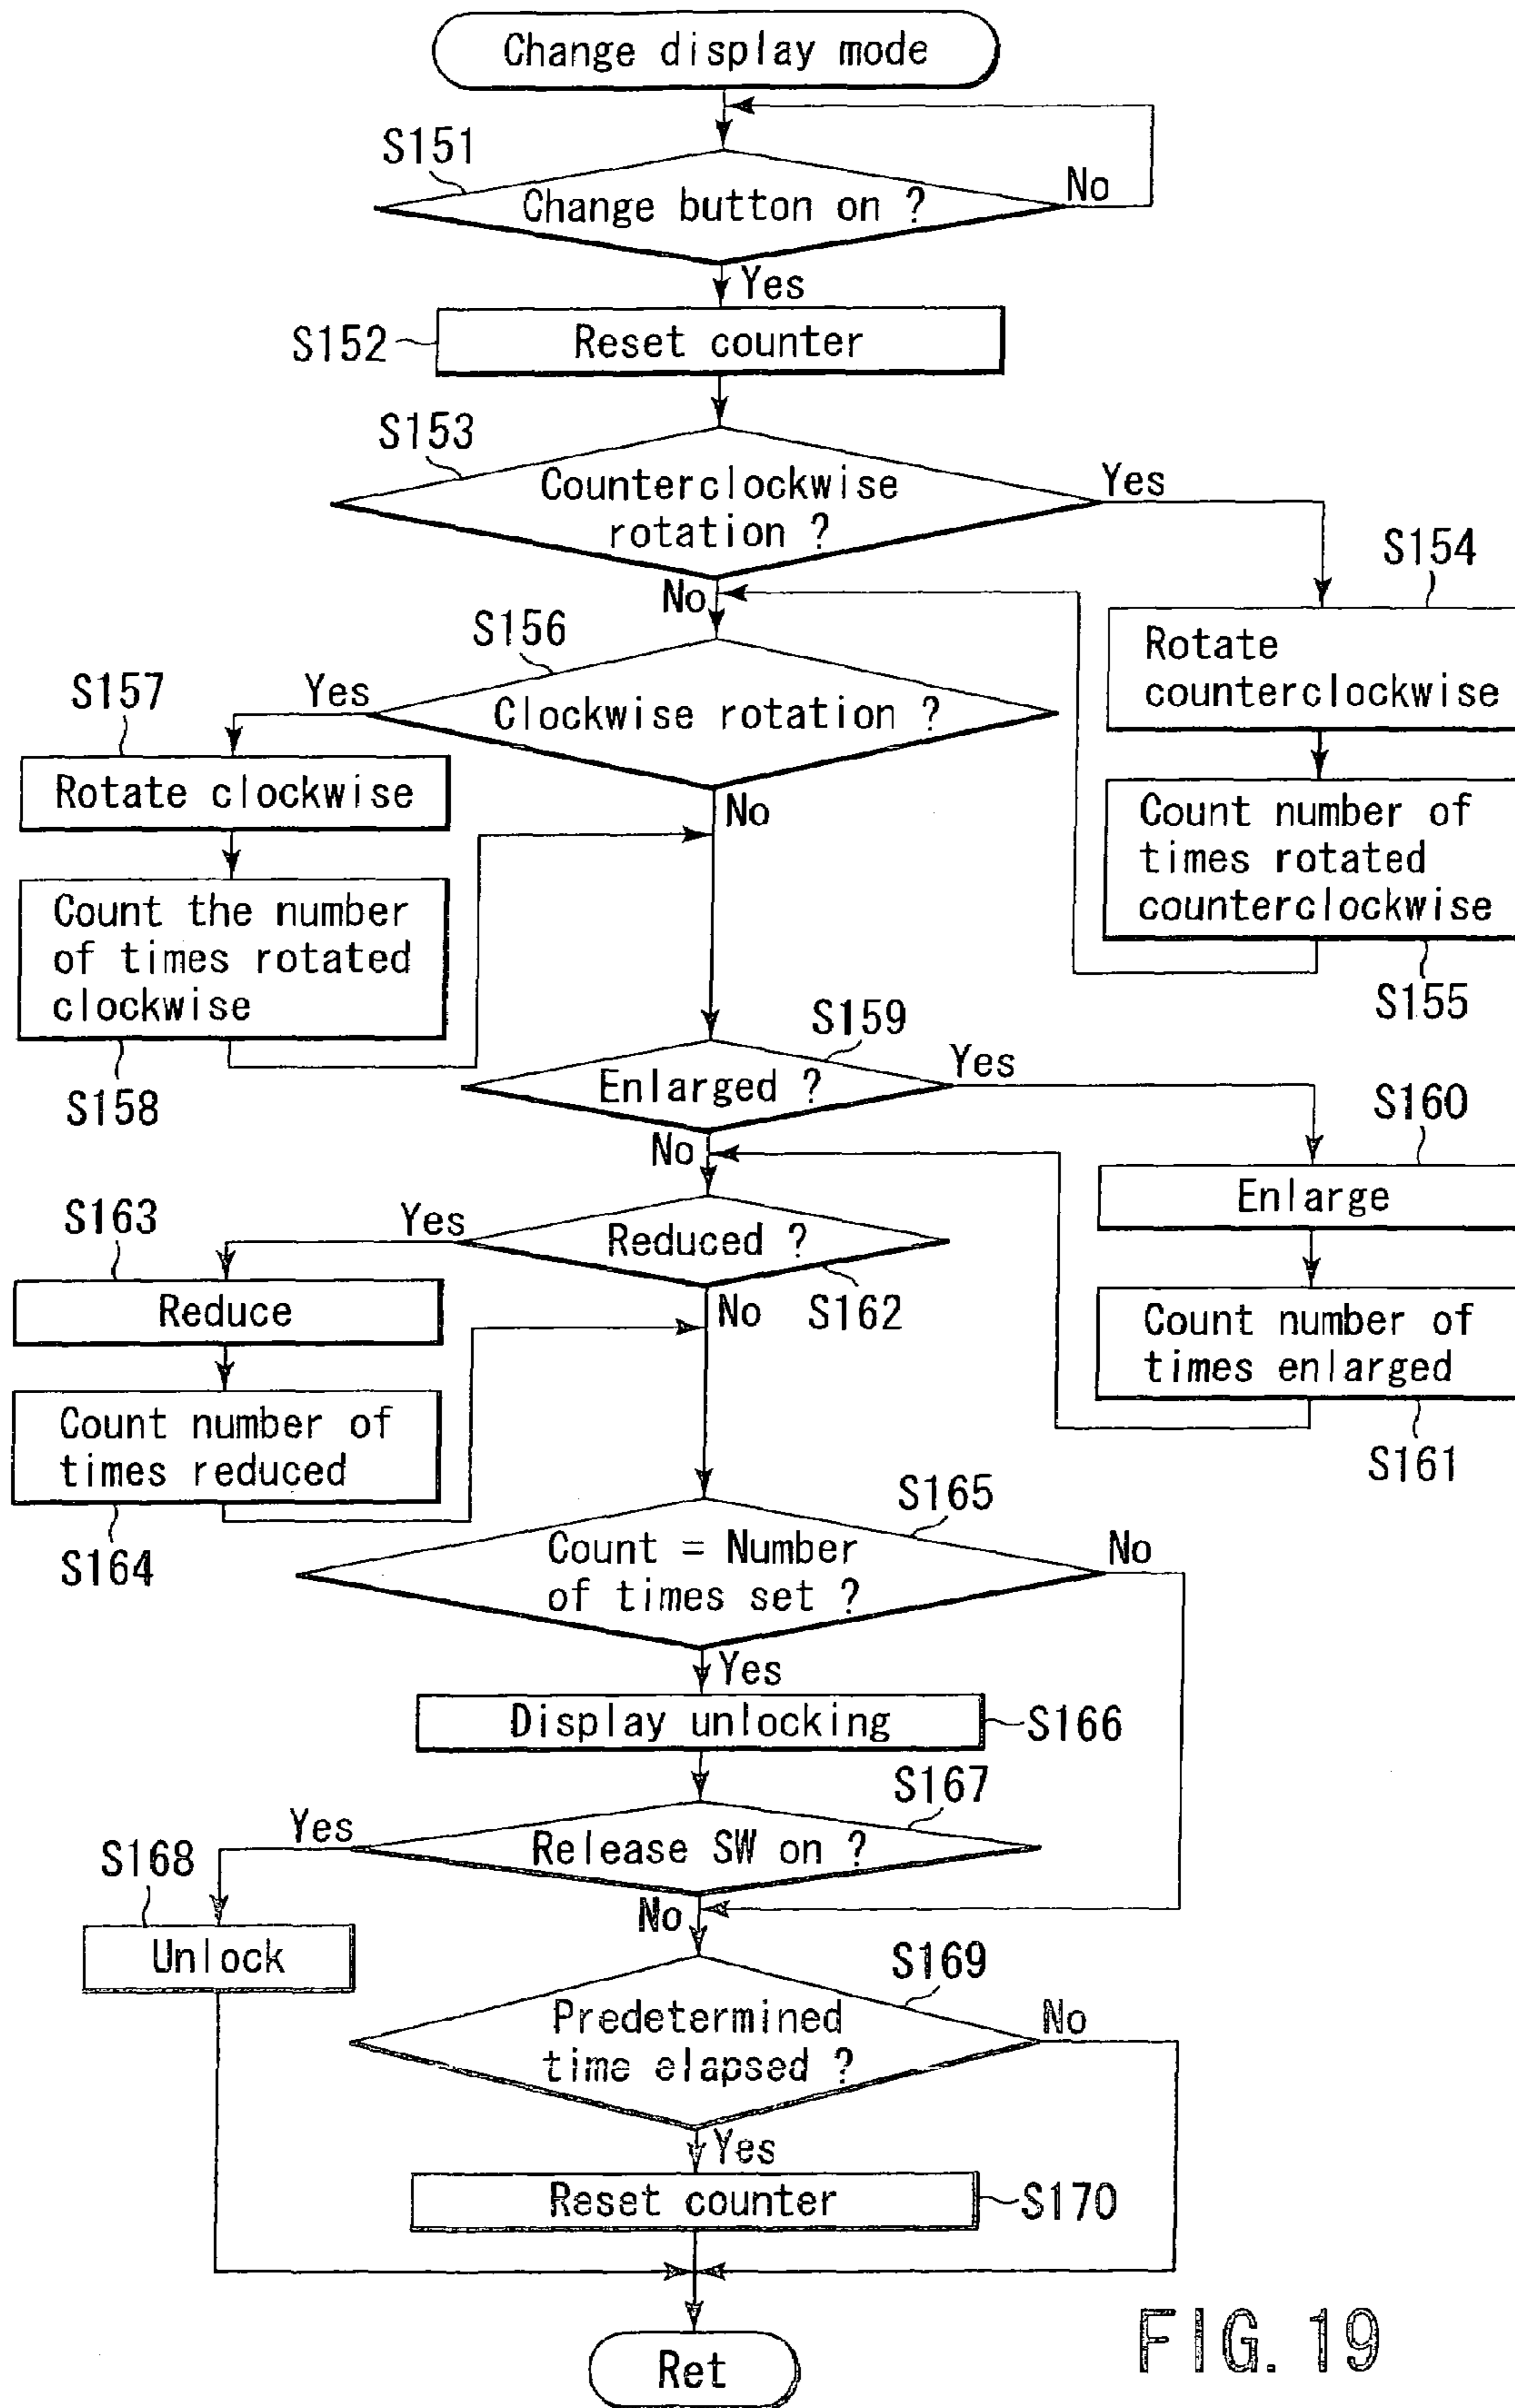 Change display mode
S151
Change button on ?
No
Yes
S152
Reset counter
S153
Counterclockwise
rotation ?
Yes
No
S154
Rotate
counterclockwise
S156
Clockwise rotation ?
Yes
No
S157
Rotate clockwise
Count number of
times rotated
counterclockwise
S155
Count the number
of times rotated
clockwise
S158
S159
Enlarged ?
Yes
No
S160
Enlarge
S163
Yes
Reduced ?
S162
No
Reduce
Count number of
times enlarged
S161
Count number of
times reduced
S164
S165
Count = Number
of times set ?
No
Yes
Display unlocking
S166
S167
Release SW on ?
Yes
No
S168
Unlock
S169
Predetermined
time elapsed ?
No
Yes
Reset counter
S170
Ret
FIG. 19